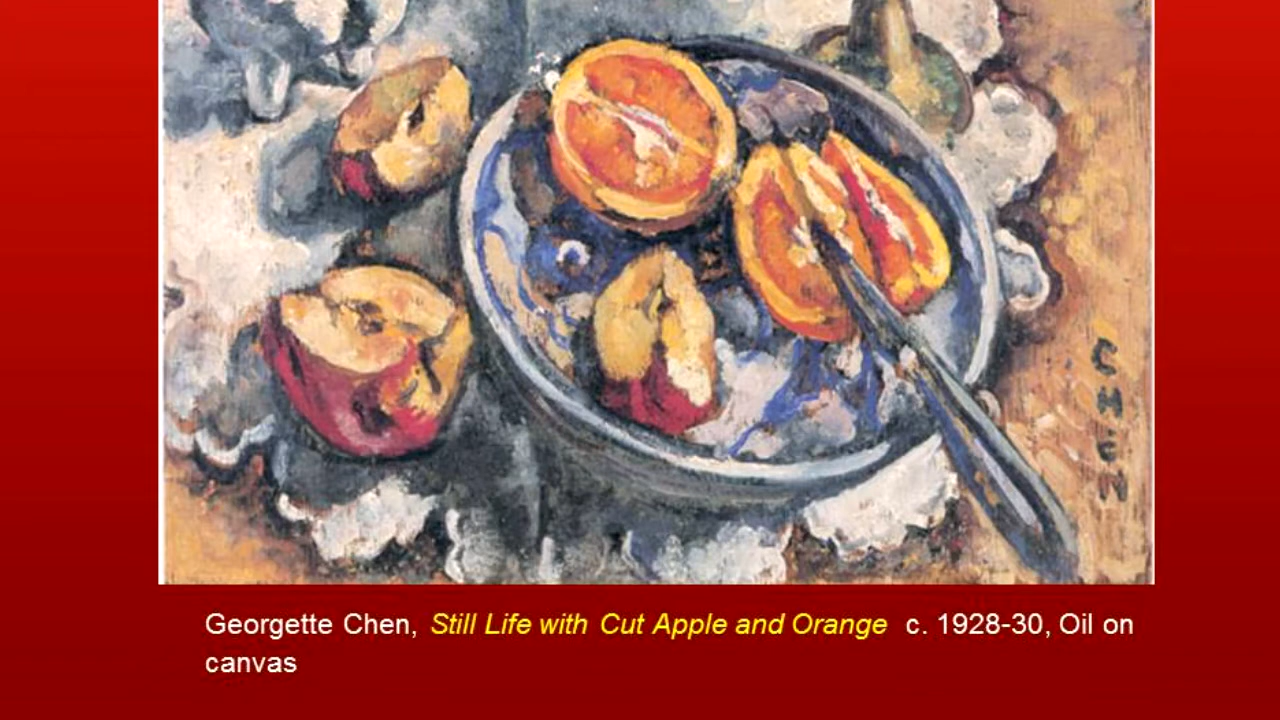 CHEN
Georgette Chen, Still Life with Cut Apple and Orange c. 1928-30, Oil on
canvas